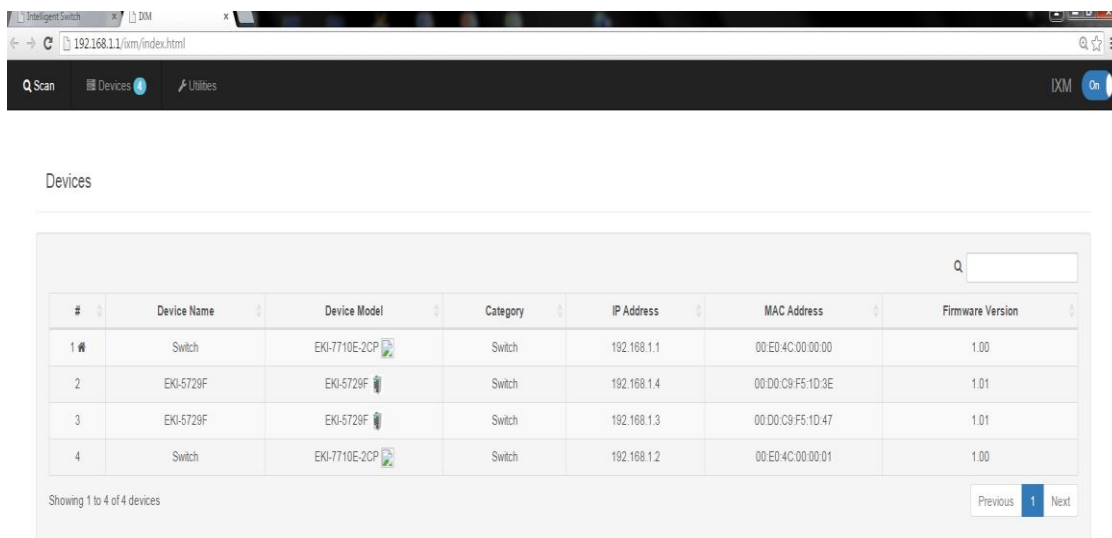 Intelligent Switch x IXM x
192.168.1.1/ixm/index.html
Scan Devices 4 Utilities IXM On
Devices
# Device Name Device Model Category IP Address MAC Address Firmware Version
1 Switch EKI-7710E-2CP Switch 192.168.1.1 00:E0:4C:00:00:00 1.00
2 EKI-5729F EKI-5729F Switch 192.168.1.4 00:D0:C9:F5:1D:3E 1.01
3 EKI-5729F EKI-5729F Switch 192.168.1.3 00:D0:C9:F5:1D:47 1.01
4 Switch EKI-7710E-2CP Switch 192.168.1.2 00:E0:4C:00:00:01 1.00
Showing 1 to 4 of 4 devices Previous 1 Next